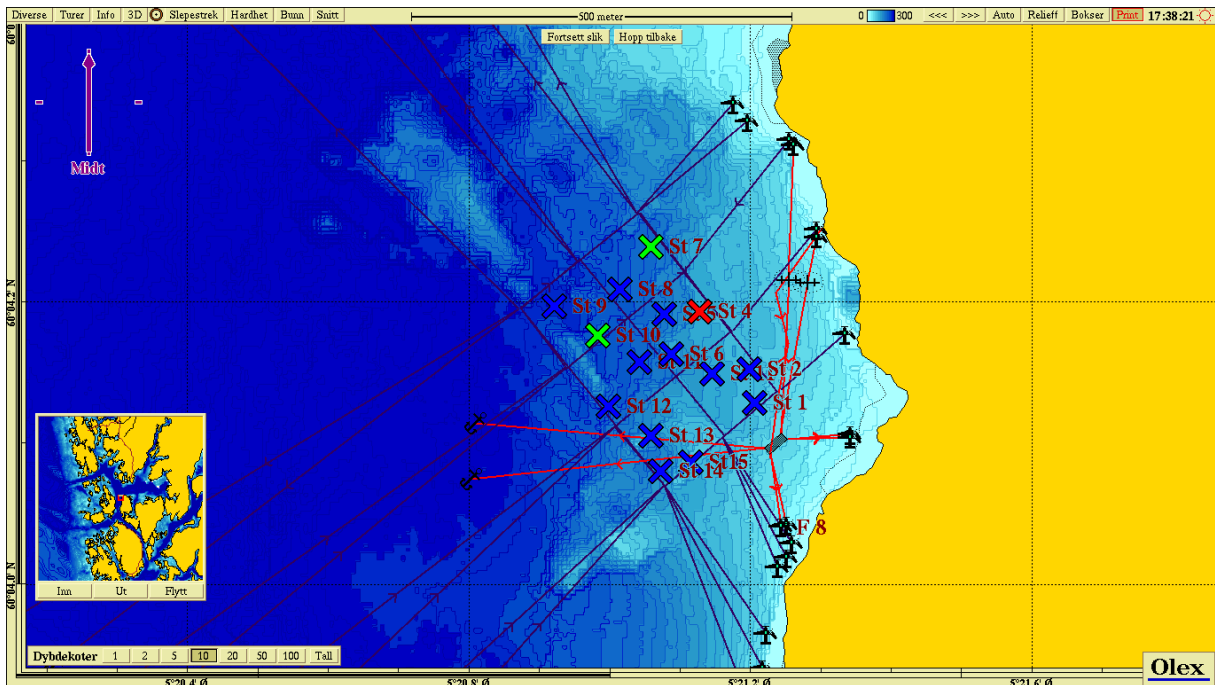 Diverse Turer Info 3D Slepestrek Hardhet Bunn Snitt 500 meter 0 300 <<< >>> Auto Relieff Bokser Print 17:38:21
Fortsett slik Hopp tilbake
Midt
St 7
St 8
St 9
St 4
St 10
St 6
St 2
St 1
St 12
St 13
St15
St 14
F 8
60°04.2' N
60°04.0' N
Inn Ut Flytt
Dybdekoter 1 2 5 10 20 50 100 Tall
Olex
5°20.4' Ø 5°20.8' Ø 5°21.2' Ø 5°21.6' Ø